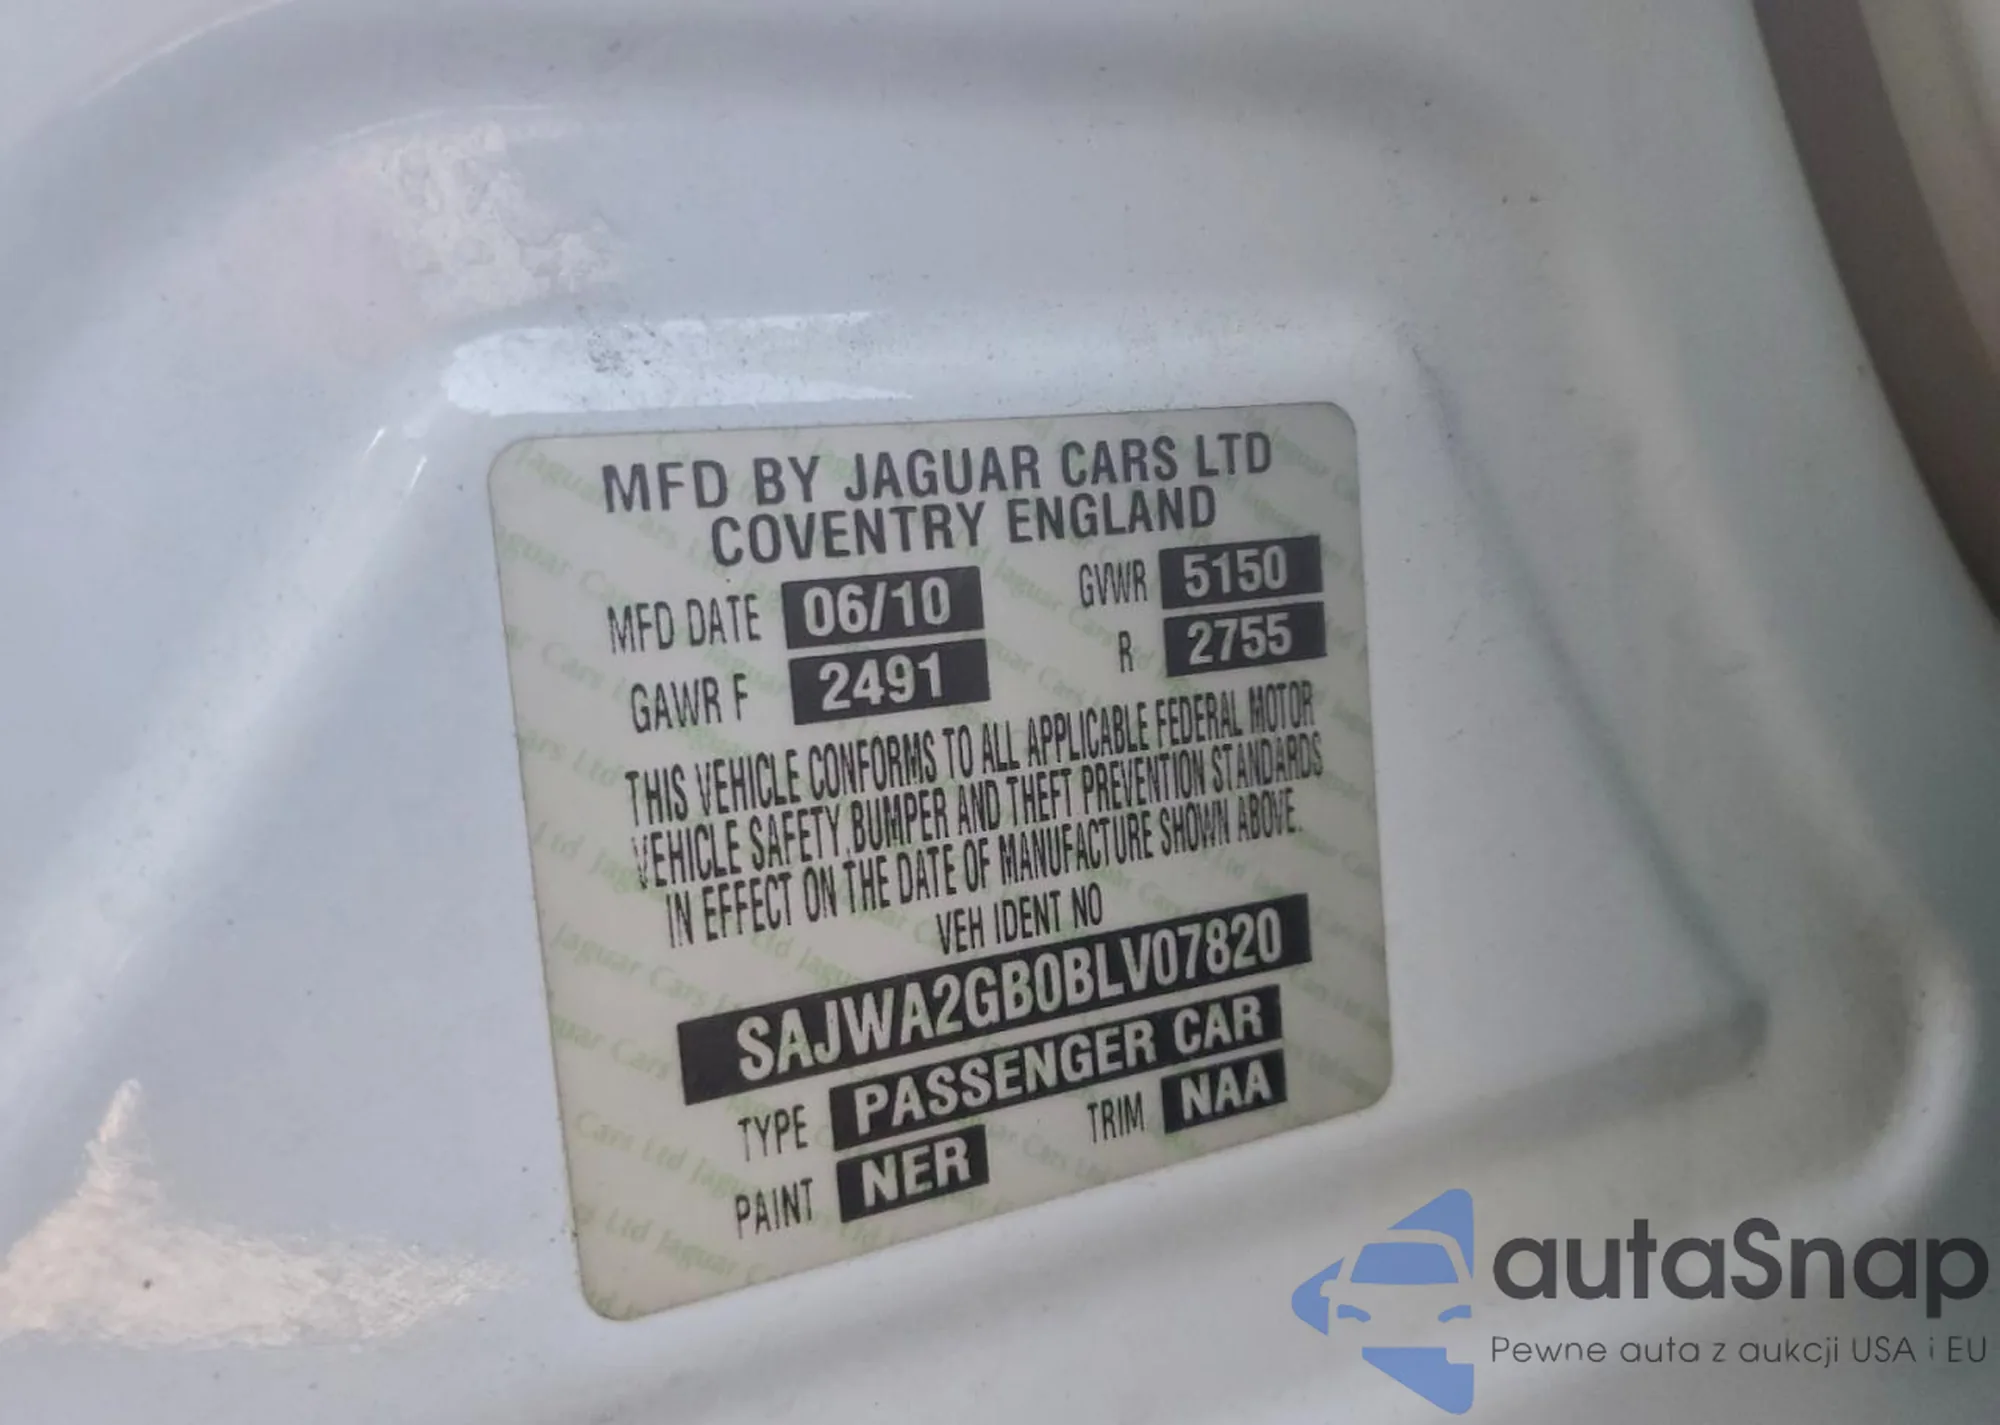 MFD BY JAGUAR CARS LTD
COVENTRY ENGLAND
MFD DATE 06/10 GVWR 5150
GAWR F 2491 R 2755
THIS VEHICLE CONFORMS TO ALL APPLICABLE FEDERAL MOTOR
VEHICLE SAFETY, BUMPER AND THEFT PREVENTION STANDARDS
IN EFFECT ON THE DATE OF MANUFACTURE SHOWN ABOVE.
VEH IDENT NO
SAJWA2GB0BLV07820
TYPE PASSENGER CAR
PAINT NER TRIM NAA
autaSnap
Pewne auta z aukcji USA i EU